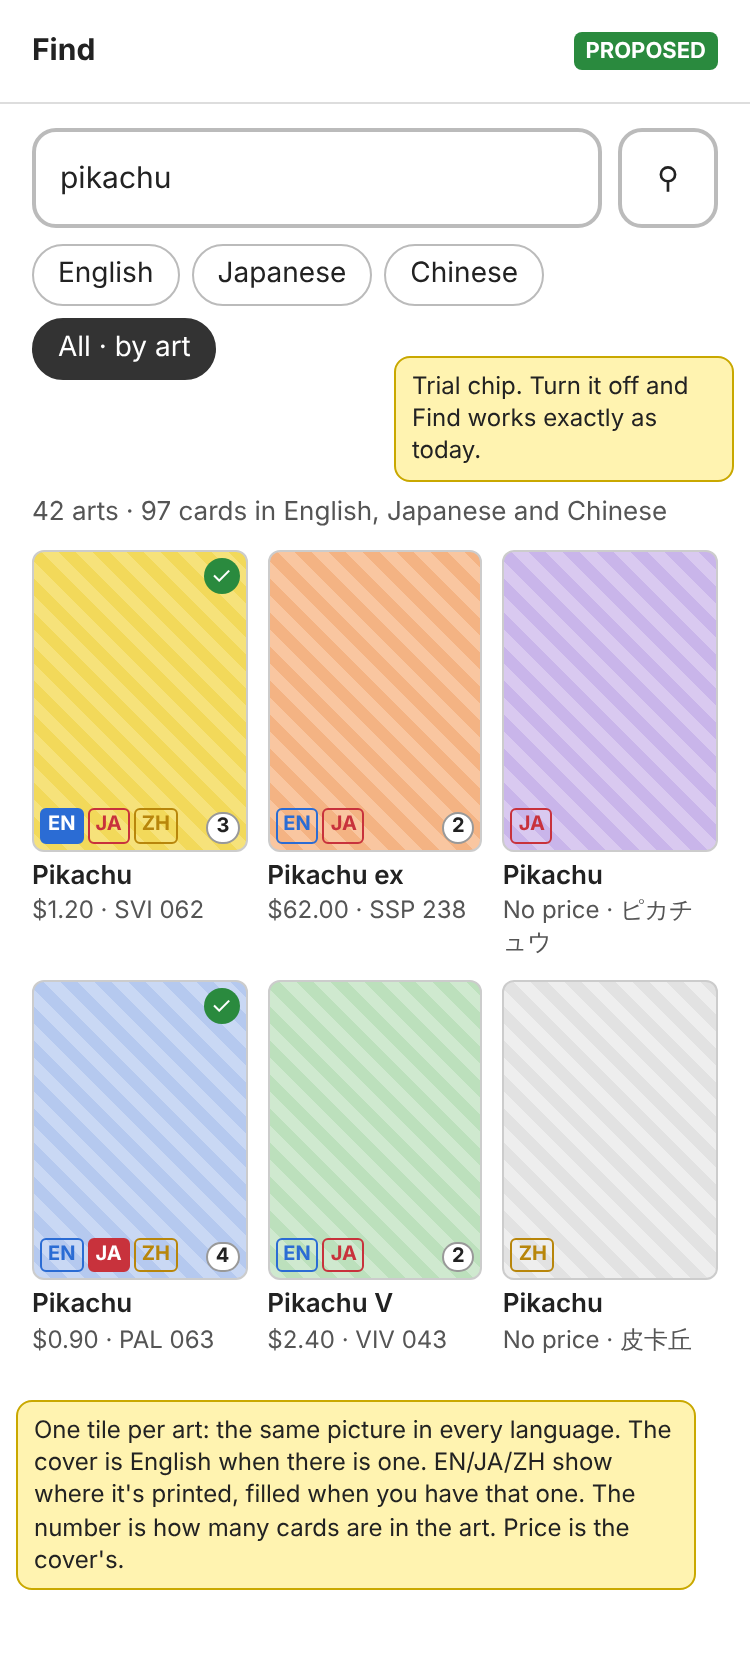 Find
PROPOSED
pikachu
English
Japanese
Chinese
All · by art
Trial chip. Turn it off and
Find works exactly as
today.
42 arts · 97 cards in English, Japanese and Chinese
EN JA ZH 3
EN JA 2
JA
Pikachu
$1.20 · SVI 062
Pikachu ex
$62.00 · SSP 238
Pikachu
No price · ピカチ
ュウ
EN JA ZH 4
EN JA 2
ZH
Pikachu
$0.90 · PAL 063
Pikachu V
$2.40 · VIV 043
Pikachu
No price · 皮卡丘
One tile per art: the same picture in every language. The
cover is English when there is one. EN/JA/ZH show
where it's printed, filled when you have that one. The
number is how many cards are in the art. Price is the
cover's.